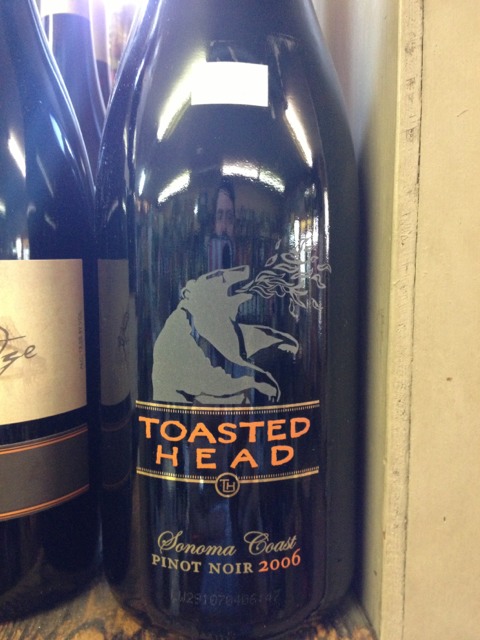 TOASTED
HEAD
TH
Sonoma Coast
PINOT NOIR 2006